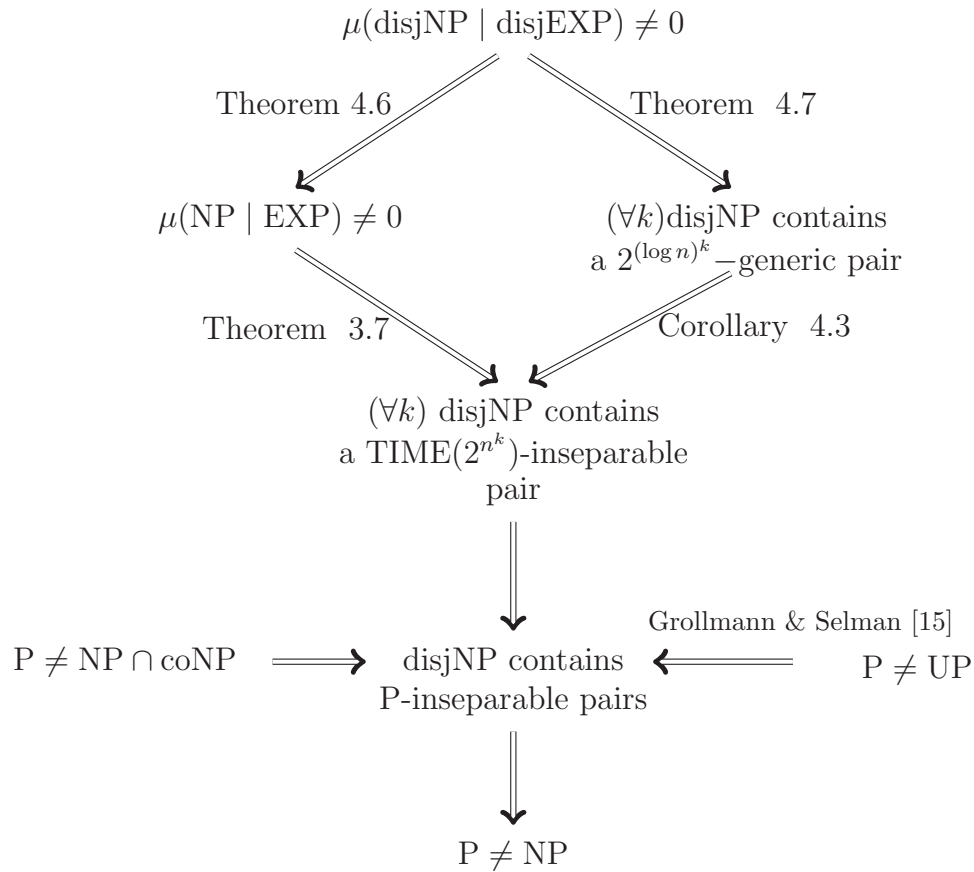 μ(disjNP | disjEXP) ≠ 0
Theorem 4.6
Theorem 4.7
μ(NP | EXP) ≠ 0
(∀k)disjNP contains
a 2^{(log n)^k}−generic pair
Theorem 3.7
Corollary 4.3
(∀k) disjNP contains
a TIME(2^{n^k})-inseparable
pair
Grollmann & Selman [15]
P ≠ NP ∩ coNP
disjNP contains
P-inseparable pairs
P ≠ UP
P ≠ NP